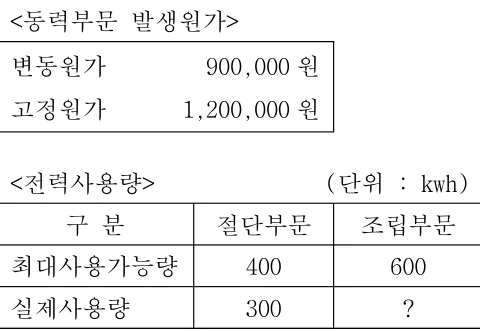 <동력부문 발생원가>
변동원가 900,000 원
고정원가 1,200,000 원
<전력사용량> (단위 : kwh)
구 분 절단부문 조립부문
최대사용가능량 400 600
실제사용량 300 ?